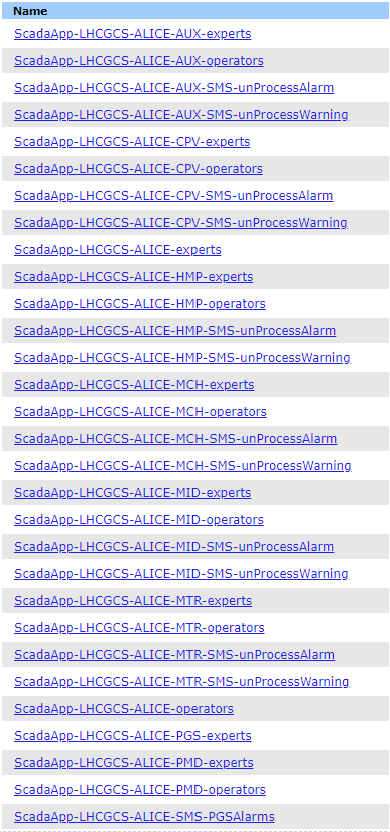 Name
ScadaApp-LHCGCS-ALICE-AUX-experts
ScadaApp-LHCGCS-ALICE-AUX-operators
ScadaApp-LHCGCS-ALICE-AUX-SMS-unProcessAlarm
ScadaApp-LHCGCS-ALICE-AUX-SMS-unProcessWarning
ScadaApp-LHCGCS-ALICE-CPV-experts
ScadaApp-LHCGCS-ALICE-CPV-operators
ScadaApp-LHCGCS-ALICE-CPV-SMS-unProcessAlarm
ScadaApp-LHCGCS-ALICE-CPV-SMS-unProcessWarning
ScadaApp-LHCGCS-ALICE-experts
ScadaApp-LHCGCS-ALICE-HMP-experts
ScadaApp-LHCGCS-ALICE-HMP-operators
ScadaApp-LHCGCS-ALICE-HMP-SMS-unProcessAlarm
ScadaApp-LHCGCS-ALICE-HMP-SMS-unProcessWarning
ScadaApp-LHCGCS-ALICE-MCH-experts
ScadaApp-LHCGCS-ALICE-MCH-operators
ScadaApp-LHCGCS-ALICE-MCH-SMS-unProcessAlarm
ScadaApp-LHCGCS-ALICE-MCH-SMS-unProcessWarning
ScadaApp-LHCGCS-ALICE-MID-experts
ScadaApp-LHCGCS-ALICE-MID-operators
ScadaApp-LHCGCS-ALICE-MID-SMS-unProcessAlarm
ScadaApp-LHCGCS-ALICE-MID-SMS-unProcessWarning
ScadaApp-LHCGCS-ALICE-MTR-experts
ScadaApp-LHCGCS-ALICE-MTR-operators
ScadaApp-LHCGCS-ALICE-MTR-SMS-unProcessAlarm
ScadaApp-LHCGCS-ALICE-MTR-SMS-unProcessWarning
ScadaApp-LHCGCS-ALICE-operators
ScadaApp-LHCGCS-ALICE-PGS-experts
ScadaApp-LHCGCS-ALICE-PMD-experts
ScadaApp-LHCGCS-ALICE-PMD-operators
ScadaApp-LHCGCS-ALICE-SMS-PGSAlarms